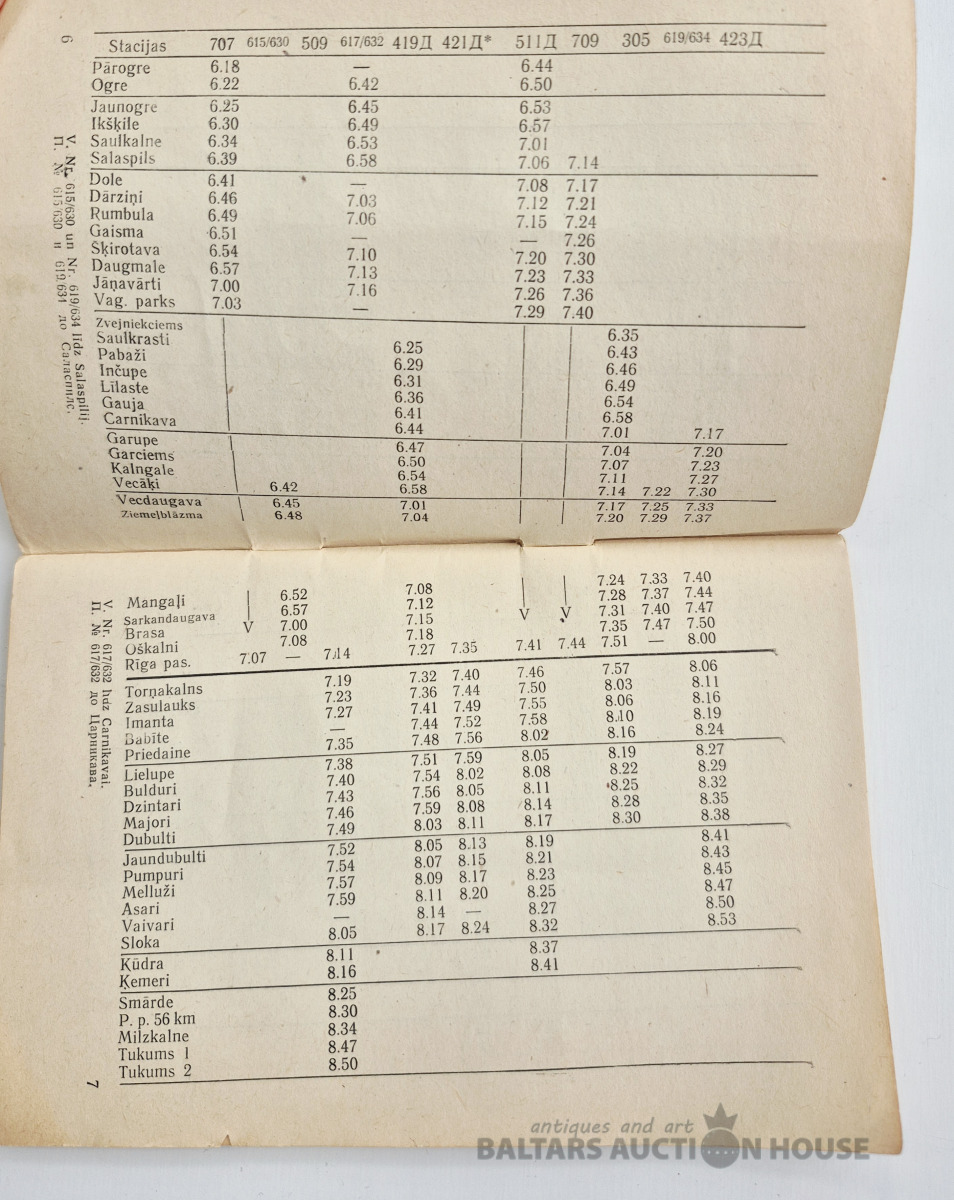 6
Stacijas 707 615/630 509 617/632 419Д 421Д* 511Д 709 305 619/634 423Д
Pārogre 6.18 — 6.44
Ogre 6.22 6.42 6.50
Jaunogre 6.25 6.45 6.53
Ikšķile 6.30 6.49 6.57
Saulkalne 6.34 6.53 7.01
Salaspils 6.39 6.58 7.06 7.14
Dole 6.41 — 7.08 7.17
Dārziņi 6.46 7.03 7.12 7.21
Rumbula 6.49 7.06 7.15 7.24
Gaisma 6.51 — — 7.26
Šķirotava 6.54 7.10 7.20 7.30
Daugmale 6.57 7.13 7.23 7.33
Jāņavārti 7.00 7.16 7.26 7.36
Vag. parks 7.03 — 7.29 7.40
Zvejniekciems 6.35
Saulkrasti 6.25 6.43
Pabaži 6.29 6.46
Inčupe 6.31 6.49
Lilaste 6.36 6.54
Gauja 6.41 6.58
Carnikava 6.44 7.01 7.17
Garupe 6.47 7.04 7.20
Garciems 6.50 7.07 7.23
Kalngale 6.54 7.11 7.27
Vecāķi 6.42 6.58 7.14 7.22 7.30
Vecdaugava 6.45 7.01 7.17 7.25 7.33
Ziemeļblāzma 6.48 7.04 7.20 7.29 7.37
V. Nr. 615/630 un Nr. 619/634 līdz Salaspilij.
П. № 615/630 и 619/631 до Саласпилс.
Mangaļi 6.52 7.08 7.24 7.33 7.40
Sarkandaugava 6.57 7.12 7.28 7.37 7.44
Brasa V 7.00 7.15 V V 7.31 7.40 7.47
Oškalni 7.08 7.18 7.35 7.47 7.50
Rīga pas. 7.07 — 7.14 7.27 7.35 7.41 7.44 7.51 — 8.00
Torņakalns 7.19 7.32 7.40 7.46 7.57 8.06
Zasulauks 7.23 7.36 7.44 7.50 8.03 8.11
Imanta 7.27 7.41 7.49 7.55 8.06 8.16
Babīte — 7.44 7.52 7.58 8.10 8.19
Priedaine 7.35 7.48 7.56 8.02 8.16 8.24
Lielupe 7.38 7.51 7.59 8.05 8.19 8.27
Bulduri 7.40 7.54 8.02 8.08 8.22 8.29
Dzintari 7.43 7.56 8.05 8.11 8.25 8.32
Majori 7.46 7.59 8.08 8.14 8.28 8.35
Dubulti 7.49 8.03 8.11 8.17 8.30 8.38
Jaundubulti 7.52 8.05 8.13 8.19 8.41
Pumpuri 7.54 8.07 8.15 8.21 8.43
Melluži 7.57 8.09 8.17 8.23 8.45
Asari 7.59 8.11 8.20 8.25 8.47
Vaivari — 8.14 — 8.27 8.50
Sloka 8.05 8.17 8.24 8.32 8.53
Kūdra 8.11 8.37
Ķemeri 8.16 8.41
Smārde 8.25
P. p. 56 km 8.30
Milzkalne 8.34
Tukums 1 8.47
Tukums 2 8.50
V. Nr. 617/632 līdz Carnikavai.
П. № 617/632 до Царникава.
7
antiques and art
BALTARS AUCTION HOUSE